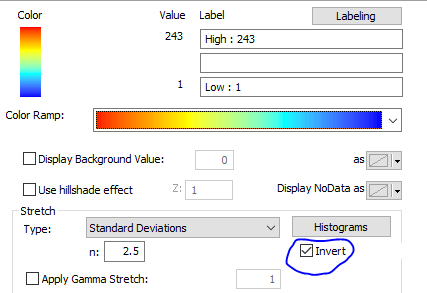 Color Value Label Labeling
243 High : 243
1 Low : 1
Color Ramp:
Display Background Value: 0 as
Use hillshade effect Z: 1 Display NoData as
Stretch
Type: Standard Deviations Histograms
n: 2.5 Invert
Apply Gamma Stretch: 1